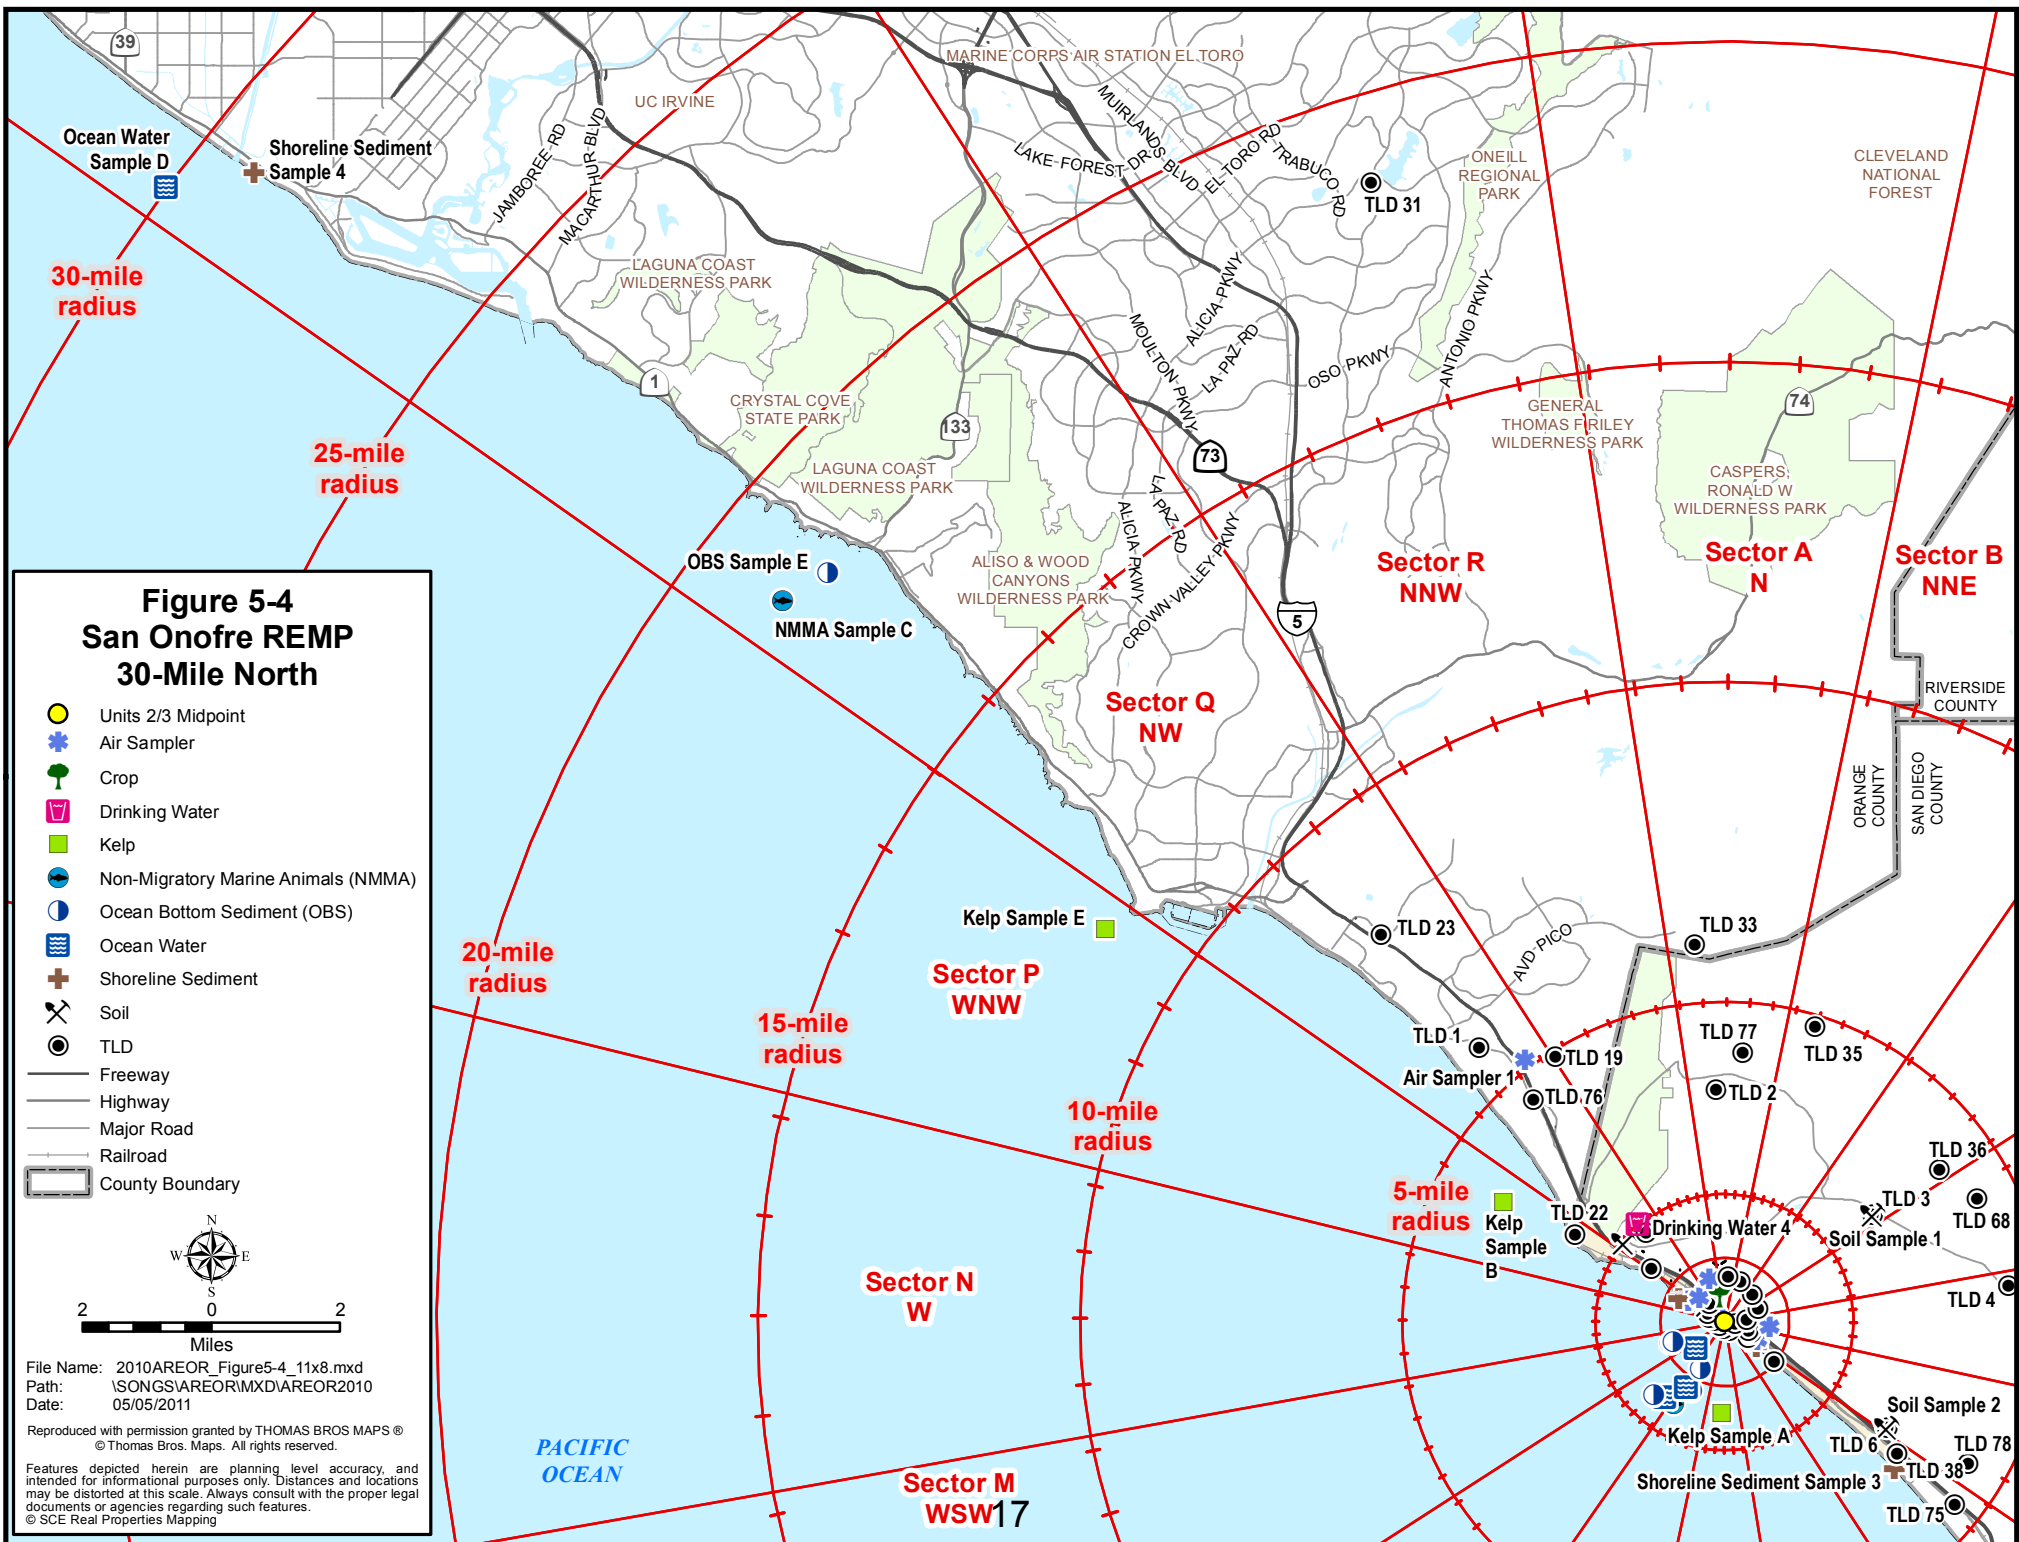 39
MARINE CORPS AIR STATION EL TORO
UC IRVINE
MUIRLANDS BLVD
JAMBOREE RD
MACARTHUR BLVD
LAKE FOREST DR
EL TORO RD
TRABUCO RD
ONEILL
REGIONAL
PARK
CLEVELAND
NATIONAL
FOREST
Ocean Water
Sample D
Shoreline Sediment
Sample 4
TLD 31
30-mile
radius
LAGUNA COAST
WILDERNESS PARK
ALICIA PKWY
LA PAZ RD
MOULTON PKWY
OSO PKWY
ANTONIO PKWY
1
CRYSTAL COVE
STATE PARK
133
73
74
GENERAL
THOMAS F RILEY
WILDERNESS PARK
25-mile
radius
LAGUNA COAST
WILDERNESS PARK
LA PAZ RD
ALICIA PKWY
CROWN VALLEY PKWY
CASPERS,
RONALD W
WILDERNESS PARK
OBS Sample E
NMMA Sample C
ALISO & WOOD
CANYONS
WILDERNESS PARK
Sector R
NNW
Sector A
N
Sector B
NNE
5
Sector Q
NW
RIVERSIDE
COUNTY
ORANGE
COUNTY
SAN DIEGO
COUNTY
Figure 5-4
San Onofre REMP
30-Mile North
Units 2/3 Midpoint
Air Sampler
Crop
Drinking Water
Kelp
Non-Migratory Marine Animals (NMMA)
Ocean Bottom Sediment (OBS)
Ocean Water
Shoreline Sediment
Soil
TLD
Freeway
Highway
Major Road
Railroad
County Boundary
N
W
E
S
2
0
2
Miles
File Name: 2010AREOR_Figure5-4_11x8.mxd
Path: \SONGS\AREOR\MXD\AREOR2010
Date: 05/05/2011
Reproduced with permission granted by THOMAS BROS MAPS ®
© Thomas Bros. Maps. All rights reserved.
Features depicted herein are planning level accuracy, and
intended for informational purposes only. Distances and locations
may be distorted at this scale. Always consult with the proper legal
documents or agencies regarding such features.
© SCE Real Properties Mapping
Kelp Sample E
TLD 23
AVD PICO
TLD 33
20-mile
radius
Sector P
WNW
15-mile
radius
TLD 1
TLD 19
Air Sampler 1
TLD 76
TLD 77
TLD 35
TLD 2
10-mile
radius
5-mile
radius
Kelp
Sample
B
TLD 22
Drinking Water 4
TLD 36
TLD 3
TLD 68
Soil Sample 1
TLD 4
Sector N
W
Kelp Sample A
Soil Sample 2
TLD 6
TLD 78
TLD 38
Shoreline Sediment Sample 3
TLD 75
PACIFIC
OCEAN
Sector M
WSW
17